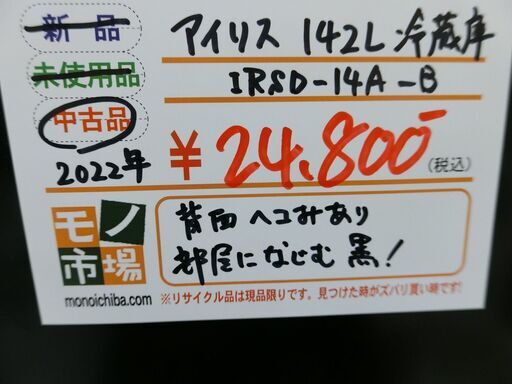 新品
アイリス 142L 冷蔵庫
未使用品
IRSD-14A-B
中古品
2022年
¥24,800-
(税込)
背面ヘコみあり
部屋になじむ黒!
モノ市場
monoichiba.com
※リサイクル品は現品限りです。見つけた時がズバリ買い時です!